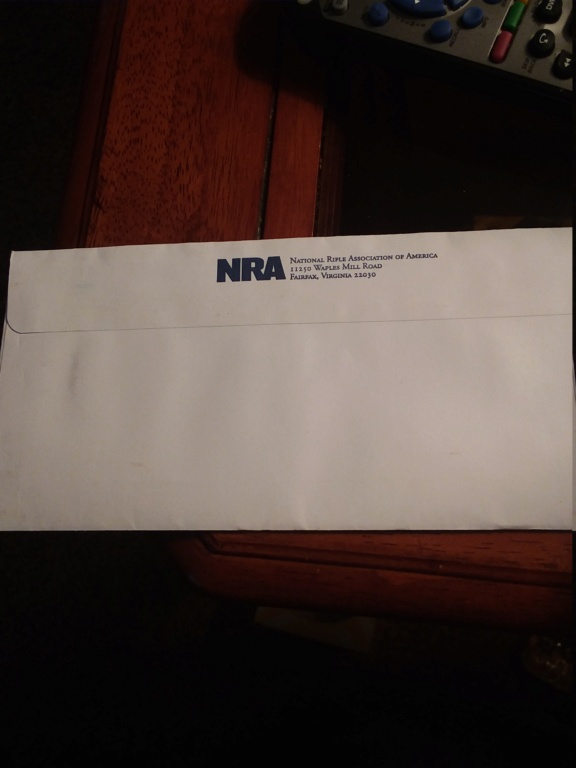 NRA
National Rifle Association of America
11250 Waples Mill Road
Fairfax, Virginia 22030